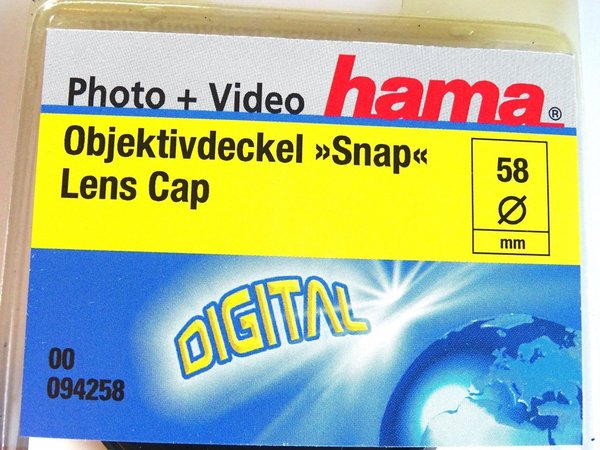 Photo + Video hama®
Objektivdeckel »Snap«
Lens Cap
58
Ø
mm
DIGITAL
00
094258